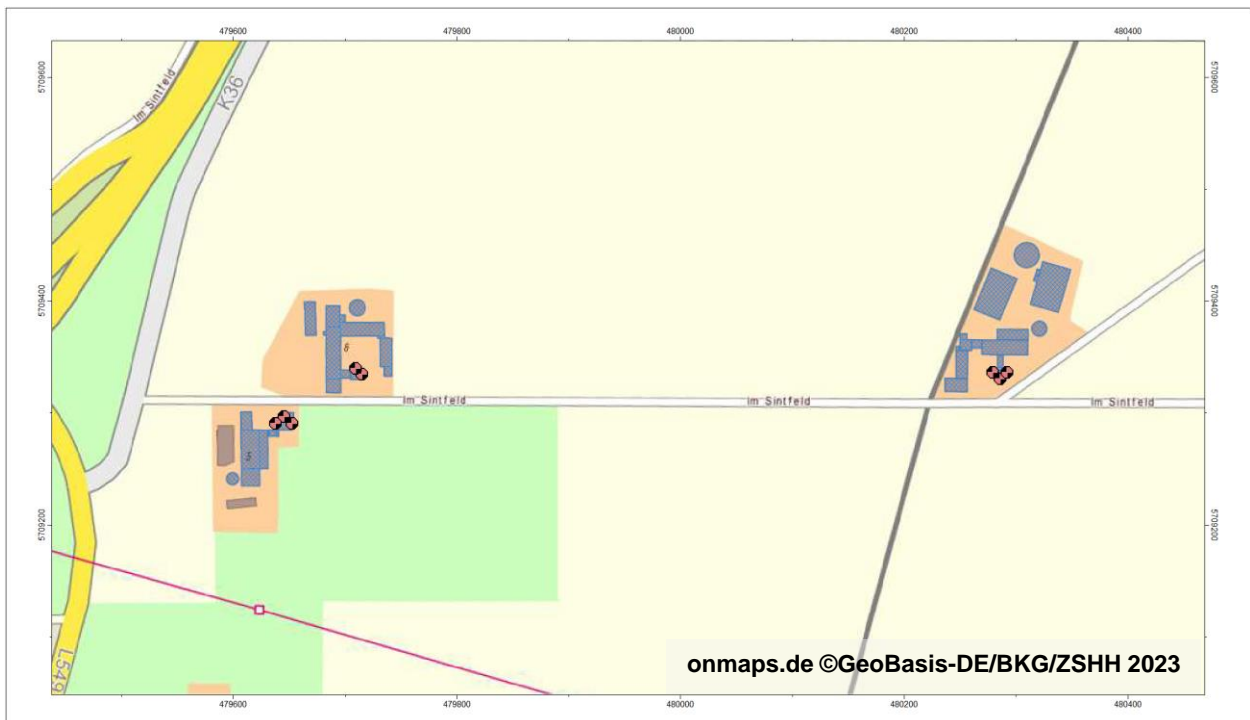 479600 479800 480000 480200 480400
5709600 5709600
Im Sintfeld
K36
5709400 5709400
8
Im Sintfeld Im Sintfeld Im Sintfeld
5
5709200 5709200
L549
onmaps.de ©GeoBasis-DE/BKG/ZSHH 2023
479600 479800 480000 480200 480400